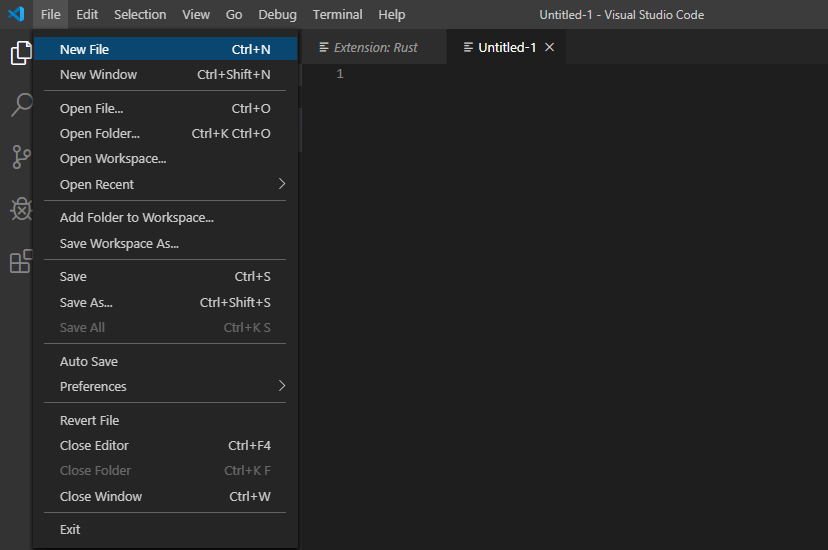 File Edit Selection View Go Debug Terminal Help Untitled-1 - Visual Studio Code
Extension: Rust Untitled-1
1
New File Ctrl+N
New Window Ctrl+Shift+N
Open File... Ctrl+O
Open Folder... Ctrl+K Ctrl+O
Open Workspace...
Open Recent
Add Folder to Workspace...
Save Workspace As...
Save Ctrl+S
Save As... Ctrl+Shift+S
Save All Ctrl+K S
Auto Save
Preferences
Revert File
Close Editor Ctrl+F4
Close Folder Ctrl+K F
Close Window Ctrl+W
Exit